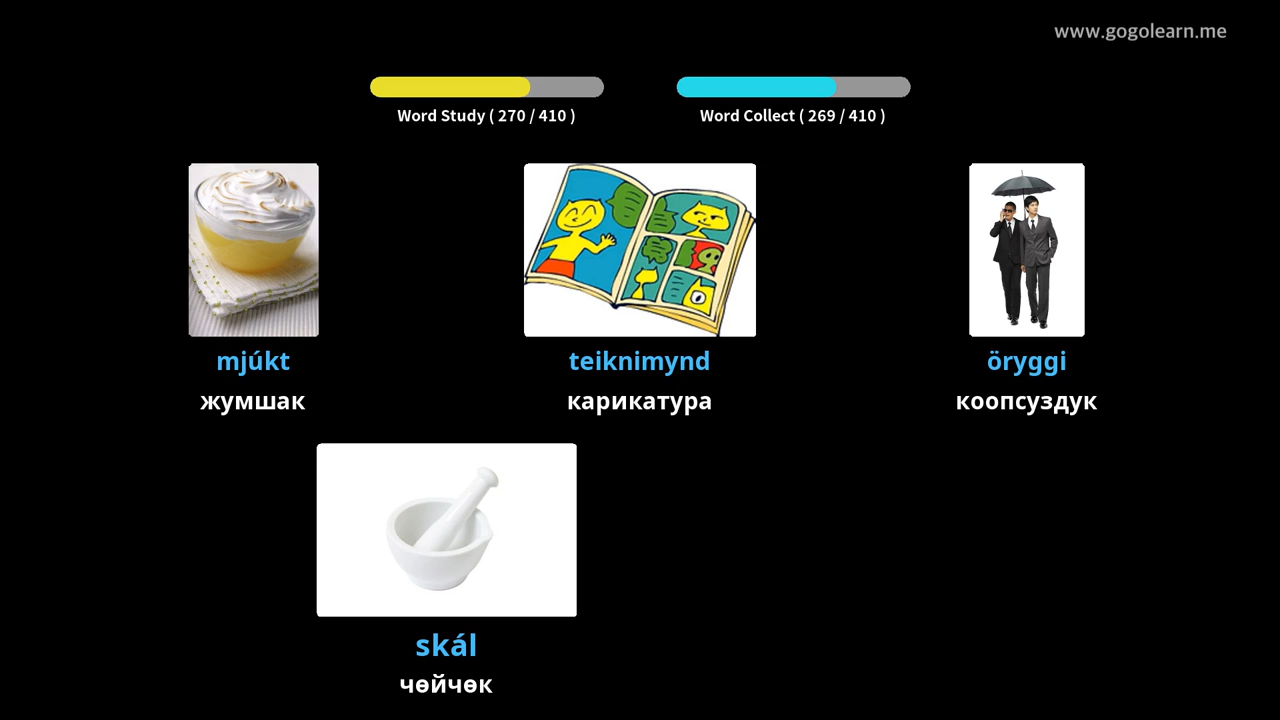 www.gogolearn.me
Word Study ( 270 / 410 )
Word Collect ( 269 / 410 )
mjúkt
жумшак
teiknimynd
карикатура
öryggi
коопсуздук
skál
чөйчөк